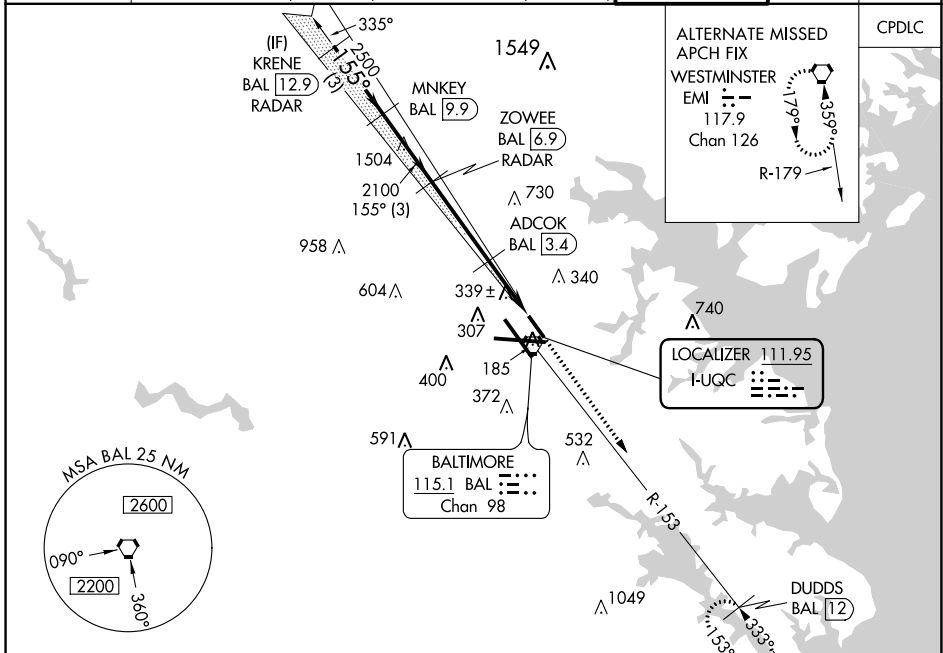 335°
2500
155°
(3)
(IF)
KRENE
BAL 12.9
RADAR
MNKEY
BAL 9.9
1549
ZOWEE
BAL 6.9
RADAR
1504
2100
155° (3)
730
ADCOK
BAL 3.4
958
604
339 ±
340
307
185
400
372
591
532
740
ALTERNATE MISSED
APCH FIX
WESTMINSTER
EMI
117.9
Chan 126
179°
359°
R-179
CPDLC
LOCALIZER 111.95
I-UQC
BALTIMORE
115.1 BAL
Chan 98
R-153
MSA BAL 25 NM
2600
090°
2200
360°
1049
DUDDS
BAL 12
153°
333°